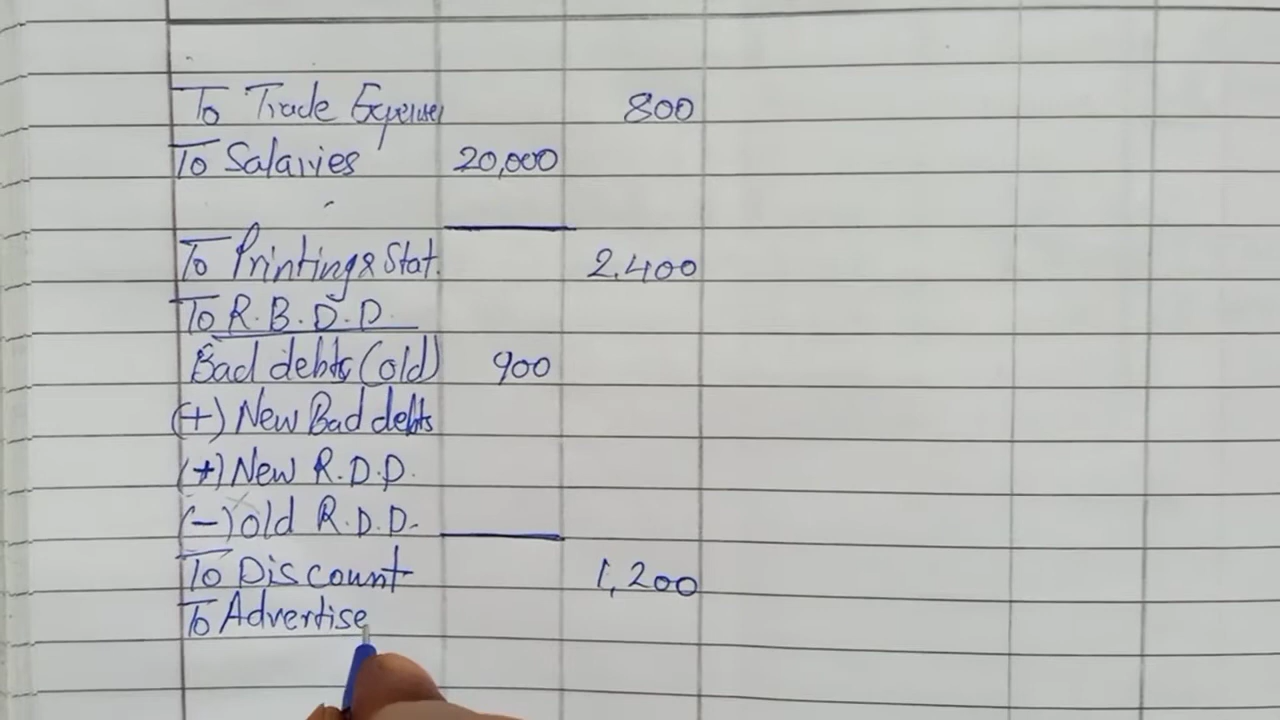 To Trade Expenses 800
To Salaries 20,000
To Printing & Stat. 2,400
To R.B.D.D.
Bad debts (old) 900
(+) New Bad debts
(+) New R.D.D.
(-) old R.D.D.
To Discount 1,200
To Advertise